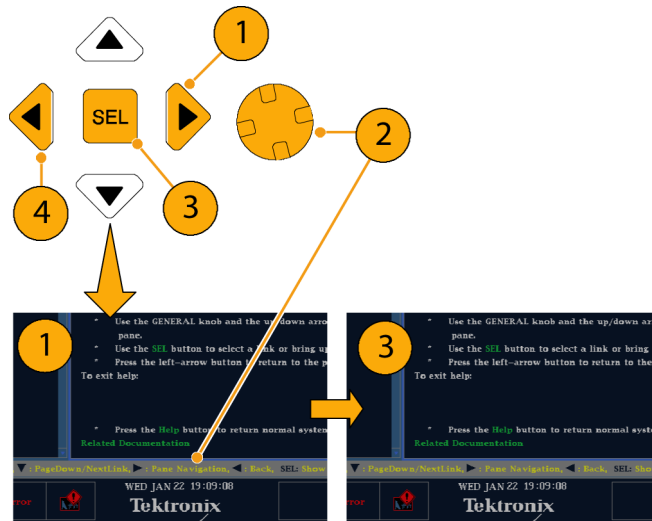 1
SEL
2
3
4
1
" Use the GENERAL knob and the up/down arro
pane.
" Use the SEL button to select a link or bring up
" Press the left-arrow button to return to the p
To exit help:
" Press the Help button to return normal system
Related Documentation
▼: PageDown/NextLink, ▶: Pane Navigation, ◀: Back, SEL: Show
rror
WED JAN 22 19:09:08
Tektronix
3
" Use the GENERAL knob and the up/down ar
pane.
" Use the SEL button to select a link or bring
" Press the left-arrow button to return to the
To exit help:
" Press the Help button to return normal syste
Related Documentation
▼: PageDown/NextLink, ▶: Pane Navigation, ◀: Back, SEL: Show
rror
WED JAN 22 19:09:08
Tektronix